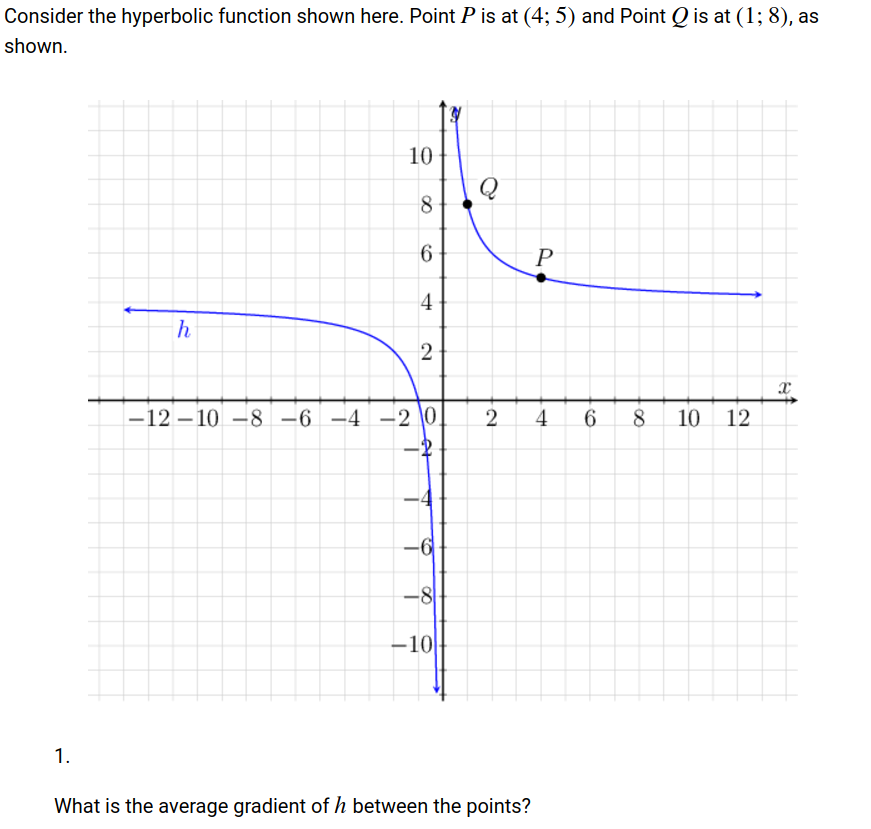 Consider the hyperbolic function shown here. Point P is at (4; 5) and Point Q is at (1; 8), as
shown.
y
10
Q
8
6
P
4
h
2
x
−12 −10 −8 −6 −4 −2 0 2 4 6 8 10 12
−2
−4
−6
−8
−10
1.
What is the average gradient of h between the points?